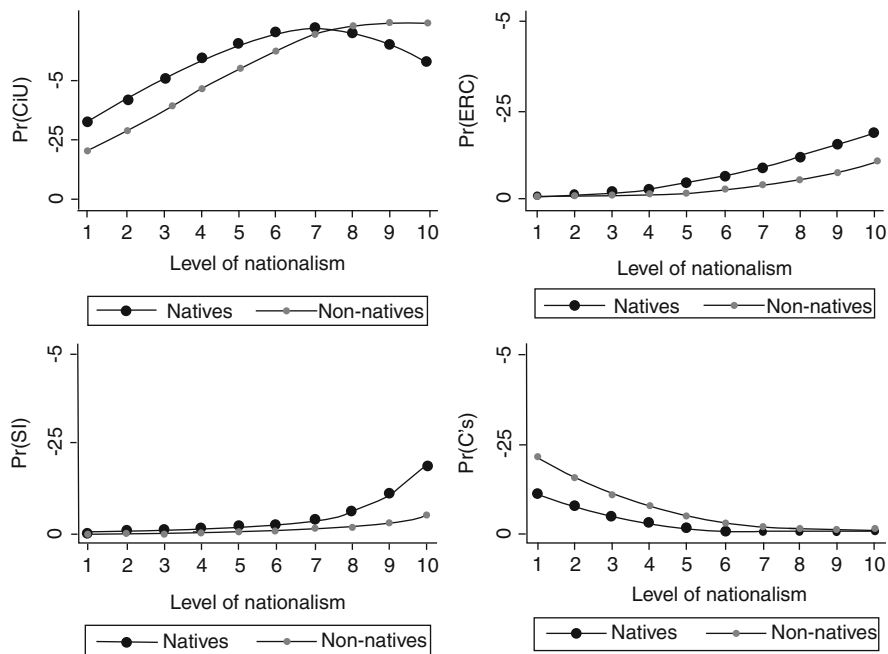 Pr(CiU)
-5
-25
0
1 2 3 4 5 6 7 8 9 10
Level of nationalism
Natives Non-natives
Pr(ERC)
-5
-25
0
1 2 3 4 5 6 7 8 9 10
Level of nationalism
Natives Non-natives
Pr(SI)
-5
-25
0
1 2 3 4 5 6 7 8 9 10
Level of nationalism
Natives Non-natives
Pr(C's)
-5
-25
0
1 2 3 4 5 6 7 8 9 10
Level of nationalism
Natives Non-natives